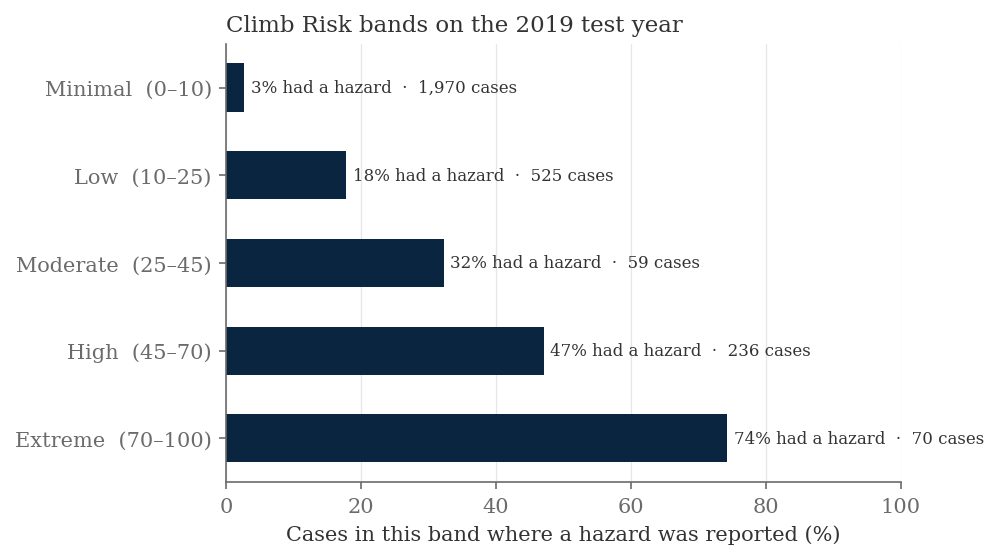 Climb Risk bands on the 2019 test year
Minimal (0–10)
3% had a hazard · 1,970 cases
Low (10–25)
18% had a hazard · 525 cases
Moderate (25–45)
32% had a hazard · 59 cases
High (45–70)
47% had a hazard · 236 cases
Extreme (70–100)
74% had a hazard · 70 cases
0 20 40 60 80 100
Cases in this band where a hazard was reported (%)